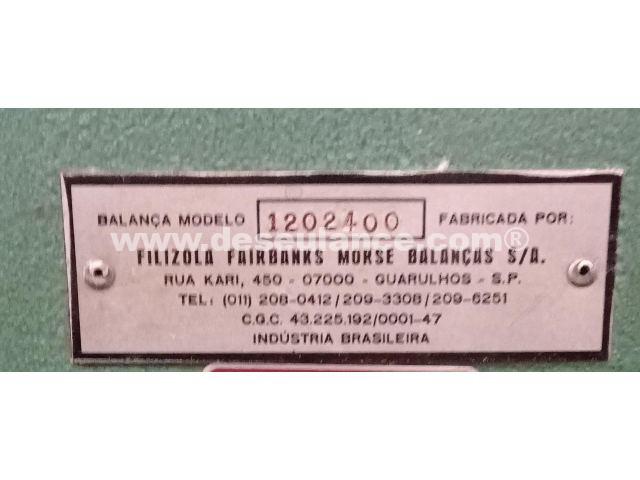 BALANÇA MODELO 1202400 FABRICADA POR:
www.deseulance.com®
FILIZOLA FAIRBANKS MORSE BALANÇAS S/A.
RUA KARI, 450 - 07000 - GUARULHOS - S.P.
TEL: (011) 208-0412/209-3308/209-6251
C.G.C. 43.225.192/0001-47
INDÚSTRIA BRASILEIRA